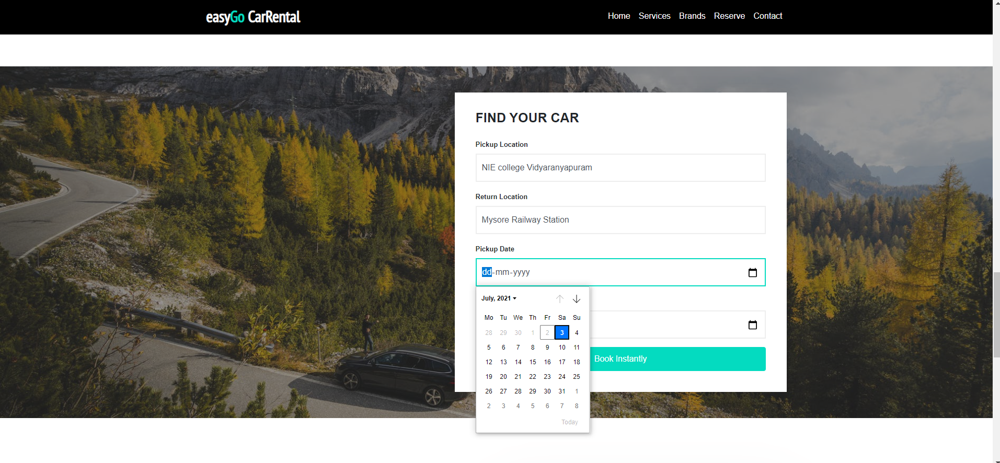 easyGo CarRental
Home Services Brands Reserve Contact
FIND YOUR CAR
Pickup Location
NIE college Vidyaranyapuram
Return Location
Mysore Railway Station
Pickup Date
dd-mm-yyyy
July, 2021
Mo Tu We Th Fr Sa Su
28 29 30 1 2 3 4
5 6 7 8 9 10 11
12 13 14 15 16 17 18
19 20 21 22 23 24 25
26 27 28 29 30 31 1
2 3 4 5 6 7 8
Today
Book Instantly